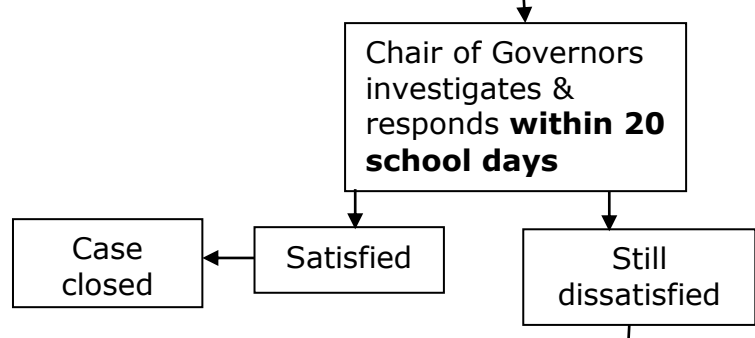 Chair of Governors
investigates &
responds within 20
school days
Case
closed
Satisfied
Still
dissatisfied